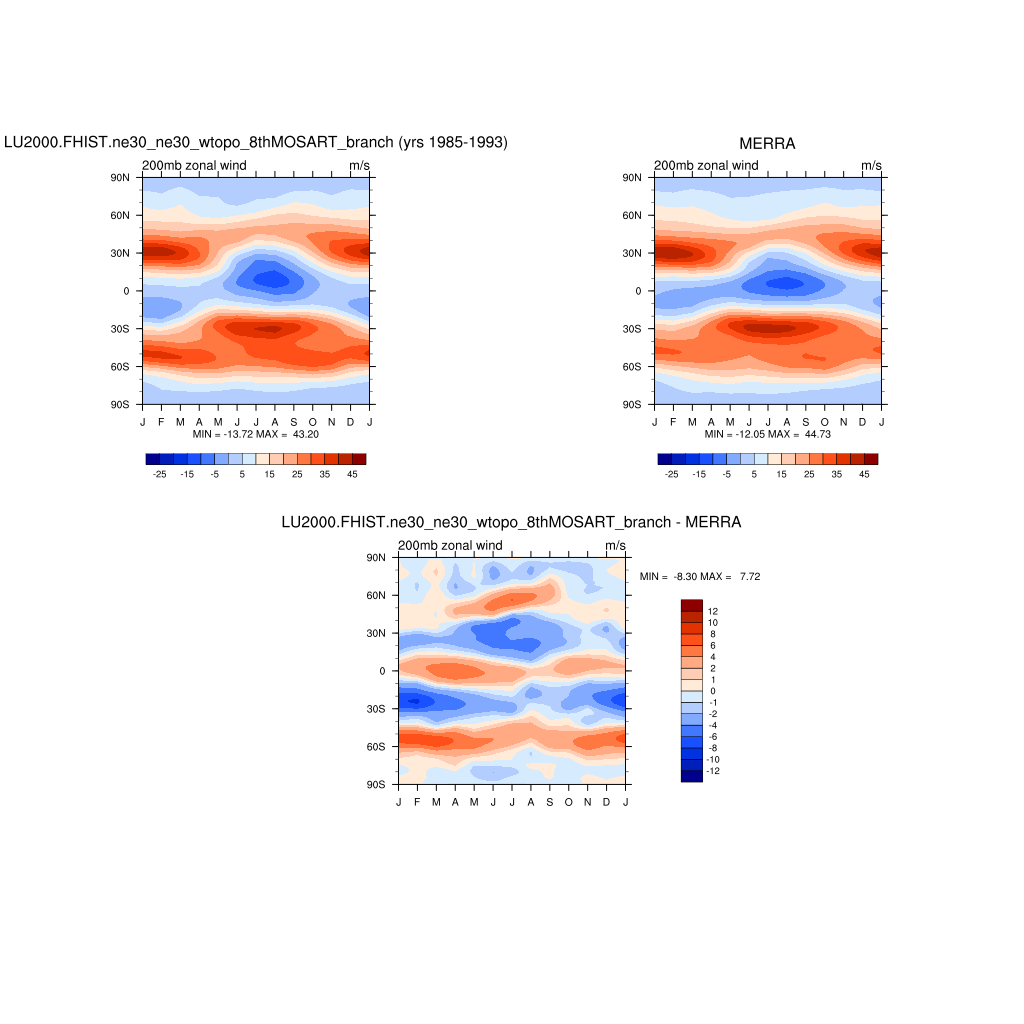 LU2000.FHIST.ne30_ne30_wtopo_8thMOSART_branch (yrs 1985-1993)
200mb zonal wind m/s
90N
60N
30N
0
30S
60S
90S
J F M A M J J A S O N D J
MIN = -13.72 MAX = 43.20
-25 -15 -5 5 15 25 35 45
MERRA
200mb zonal wind m/s
90N
60N
30N
0
30S
60S
90S
J F M A M J J A S O N D J
MIN = -12.05 MAX = 44.73
-25 -15 -5 5 15 25 35 45
LU2000.FHIST.ne30_ne30_wtopo_8thMOSART_branch - MERRA
200mb zonal wind m/s
90N
60N
30N
0
30S
60S
90S
J F M A M J J A S O N D J
MIN = -8.30 MAX = 7.72
12
10
8
6
4
2
1
0
-1
-2
-4
-6
-8
-10
-12